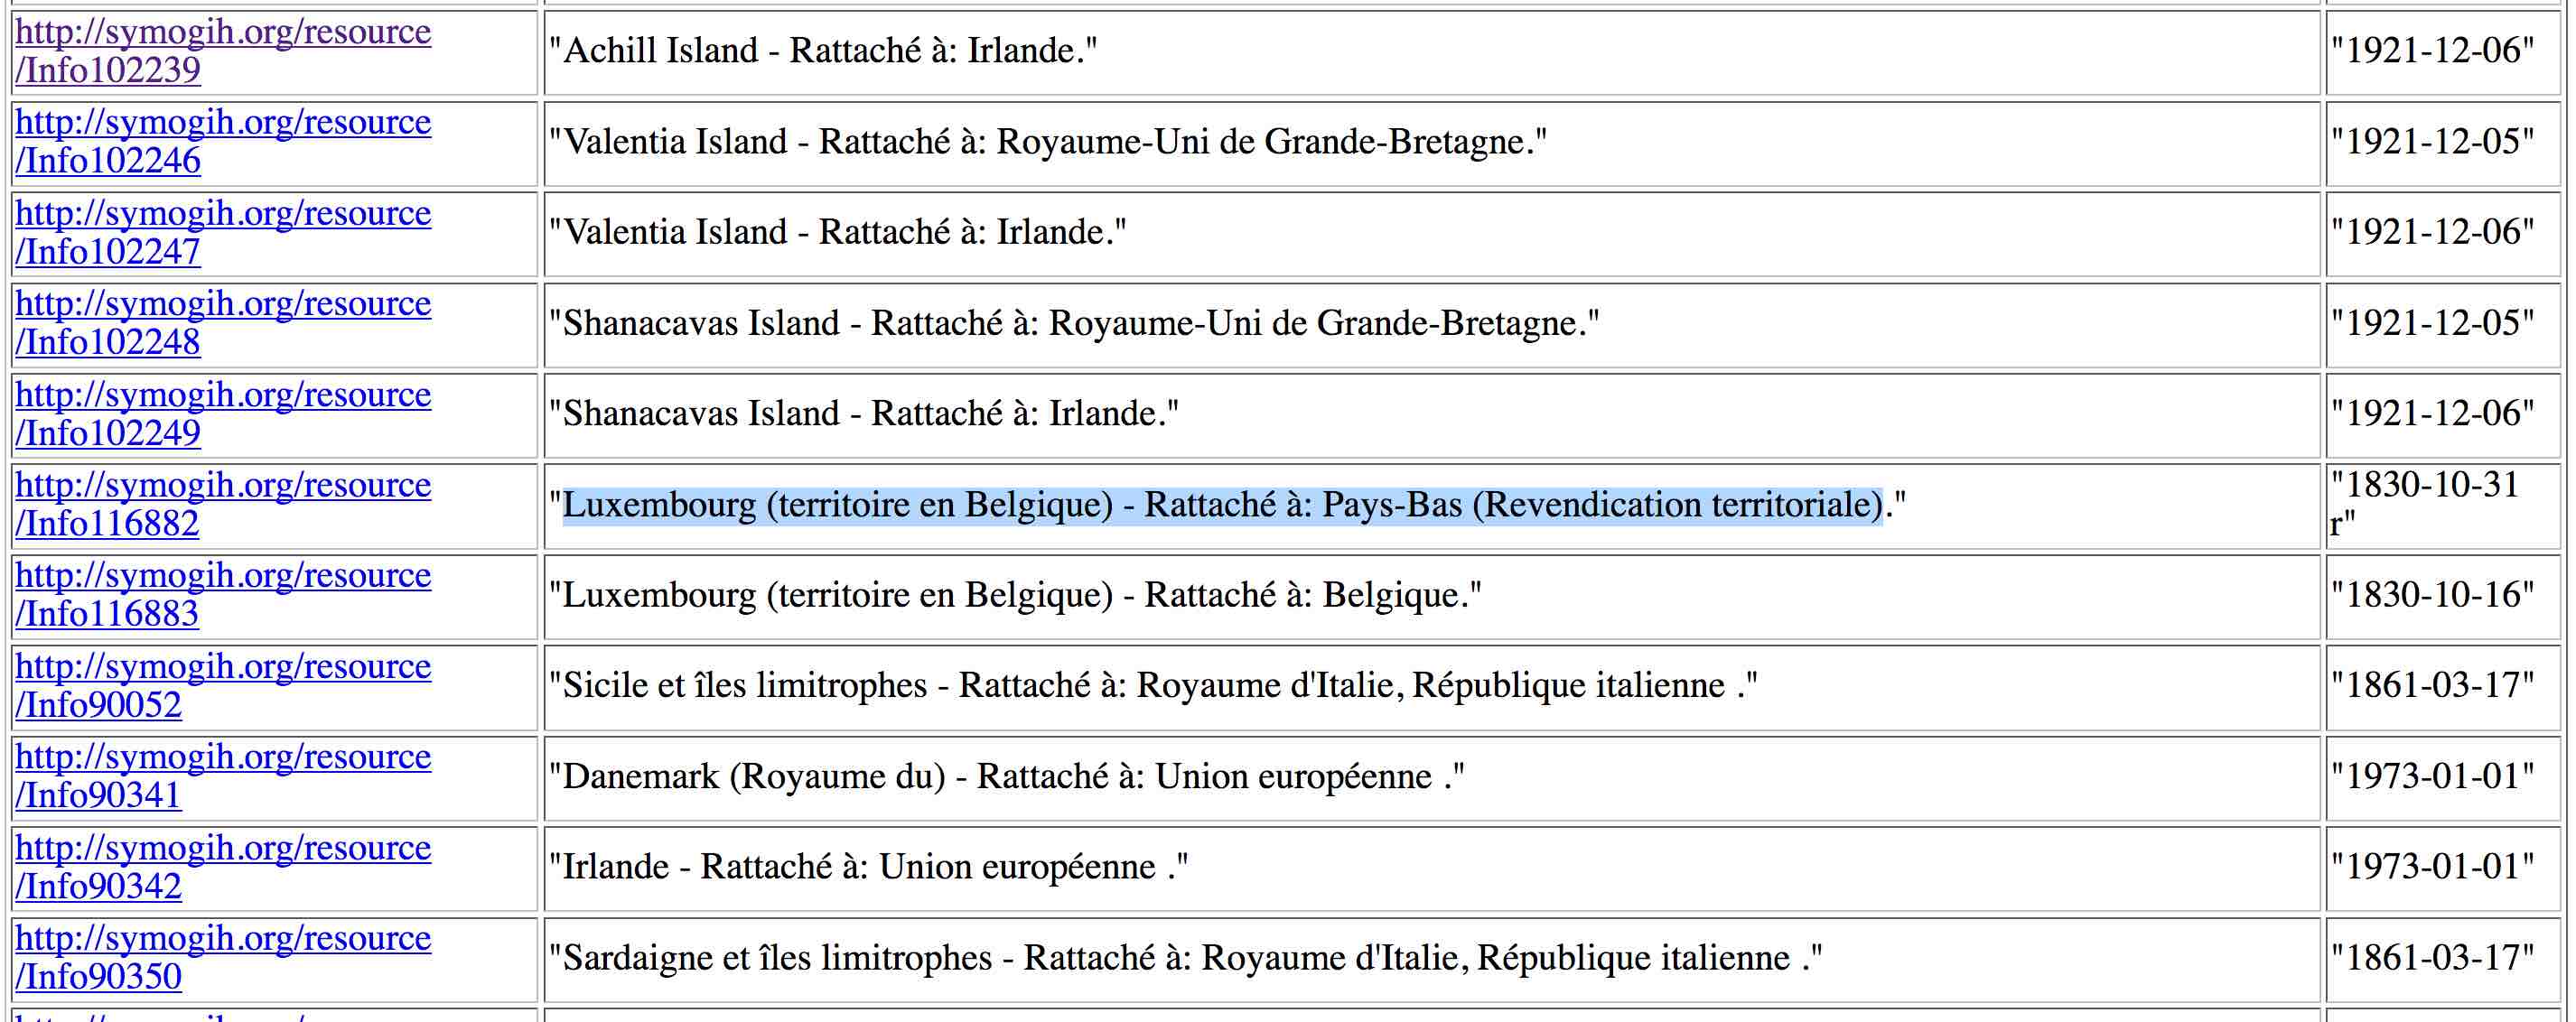 http://symogih.org/resource
/Info102239
"Achill Island - Rattaché à: Irlande."
"1921-12-06"
http://symogih.org/resource
/Info102246
"Valentia Island - Rattaché à: Royaume-Uni de Grande-Bretagne."
"1921-12-05"
http://symogih.org/resource
/Info102247
"Valentia Island - Rattaché à: Irlande."
"1921-12-06"
http://symogih.org/resource
/Info102248
"Shanacavas Island - Rattaché à: Royaume-Uni de Grande-Bretagne."
"1921-12-05"
http://symogih.org/resource
/Info102249
"Shanacavas Island - Rattaché à: Irlande."
"1921-12-06"
http://symogih.org/resource
/Info116882
"Luxembourg (territoire en Belgique) - Rattaché à: Pays-Bas (Revendication territoriale)."
"1830-10-31
r"
http://symogih.org/resource
/Info116883
"Luxembourg (territoire en Belgique) - Rattaché à: Belgique."
"1830-10-16"
http://symogih.org/resource
/Info90052
"Sicile et îles limitrophes - Rattaché à: Royaume d'Italie, République italienne ."
"1861-03-17"
http://symogih.org/resource
/Info90341
"Danemark (Royaume du) - Rattaché à: Union européenne ."
"1973-01-01"
http://symogih.org/resource
/Info90342
"Irlande - Rattaché à: Union européenne ."
"1973-01-01"
http://symogih.org/resource
/Info90350
"Sardaigne et îles limitrophes - Rattaché à: Royaume d'Italie, République italienne ."
"1861-03-17"